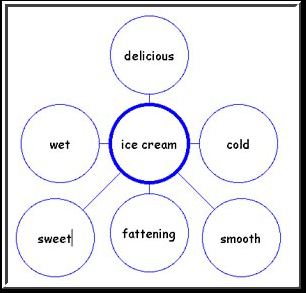 delicious
wet
ice cream
cold
sweet
fattening
smooth